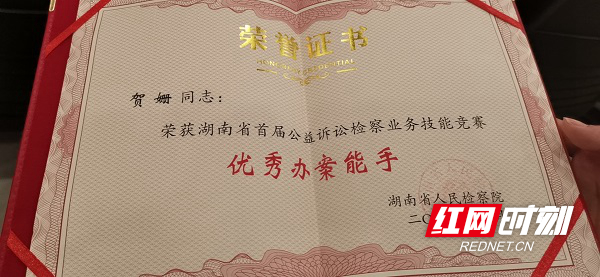 荣誉证书
贺姗同志：
荣获湖南省首届公益诉讼检察业务技能竞赛
优秀办案能手
湖南省人民检察院
二〇
红网时刻
REDNET.CN